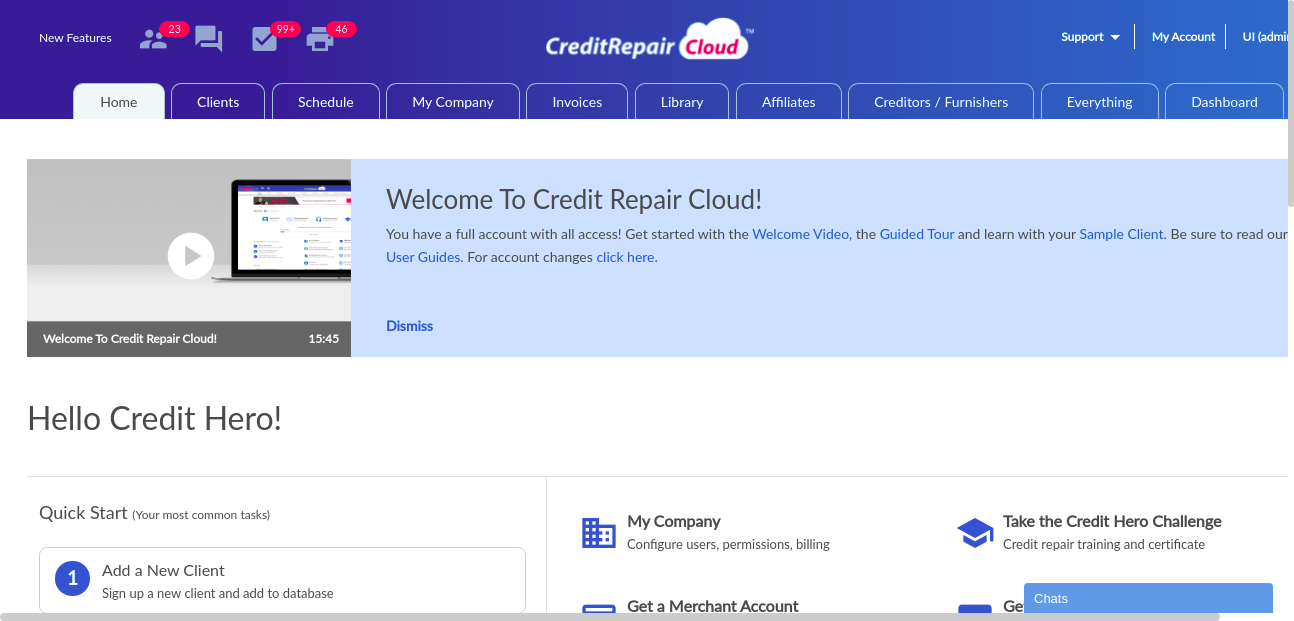 New Features
23
99+
46
CreditRepair Cloud™
Support
My Account
UI (admin
Home
Clients
Schedule
My Company
Invoices
Library
Affiliates
Creditors / Furnishers
Everything
Dashboard
Welcome To Credit Repair Cloud!
15:45
Welcome To Credit Repair Cloud!
You have a full account with all access! Get started with the Welcome Video, the Guided Tour and learn with your Sample Client. Be sure to read our
User Guides. For account changes click here.
Dismiss
Hello Credit Hero!
Quick Start (Your most common tasks)
1
Add a New Client
Sign up a new client and add to database
My Company
Configure users, permissions, billing
Take the Credit Hero Challenge
Credit repair training and certificate
Get a Merchant Account
Ge
Chats